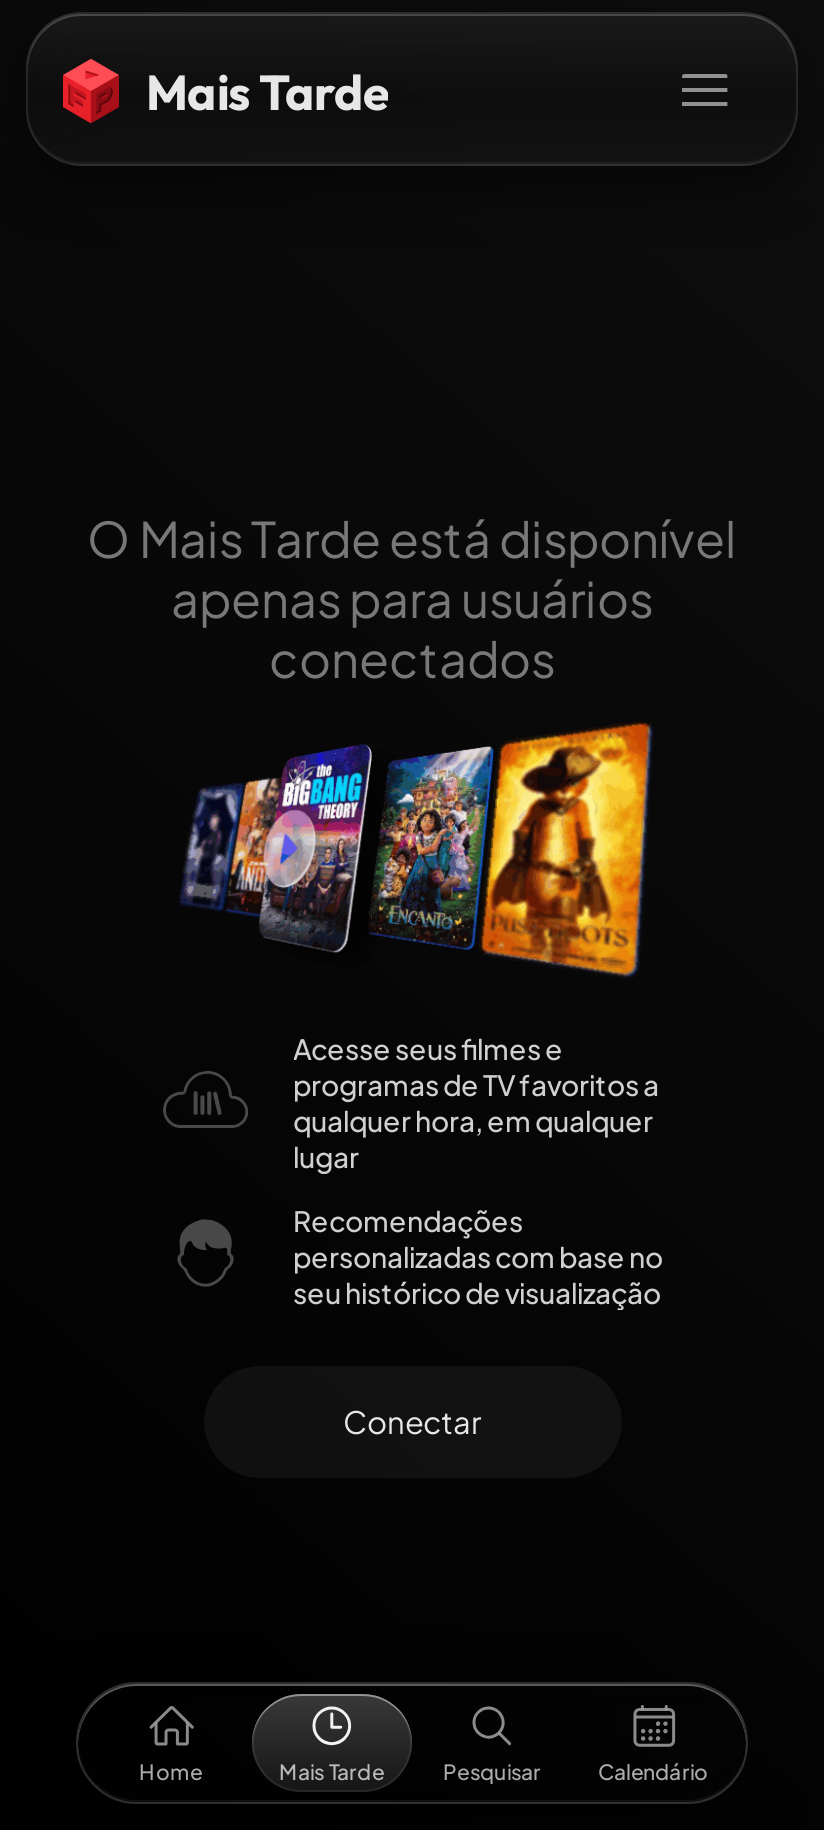 Mais Tarde
O Mais Tarde está disponível
apenas para usuários
conectados
the
BIG BANG
THEORY
ENCANTO
Acesse seus filmes e
programas de TV favoritos a
qualquer hora, em qualquer
lugar
Recomendações
personalizadas com base no
seu histórico de visualização
Conectar
Home
Mais Tarde
Pesquisar
Calendário